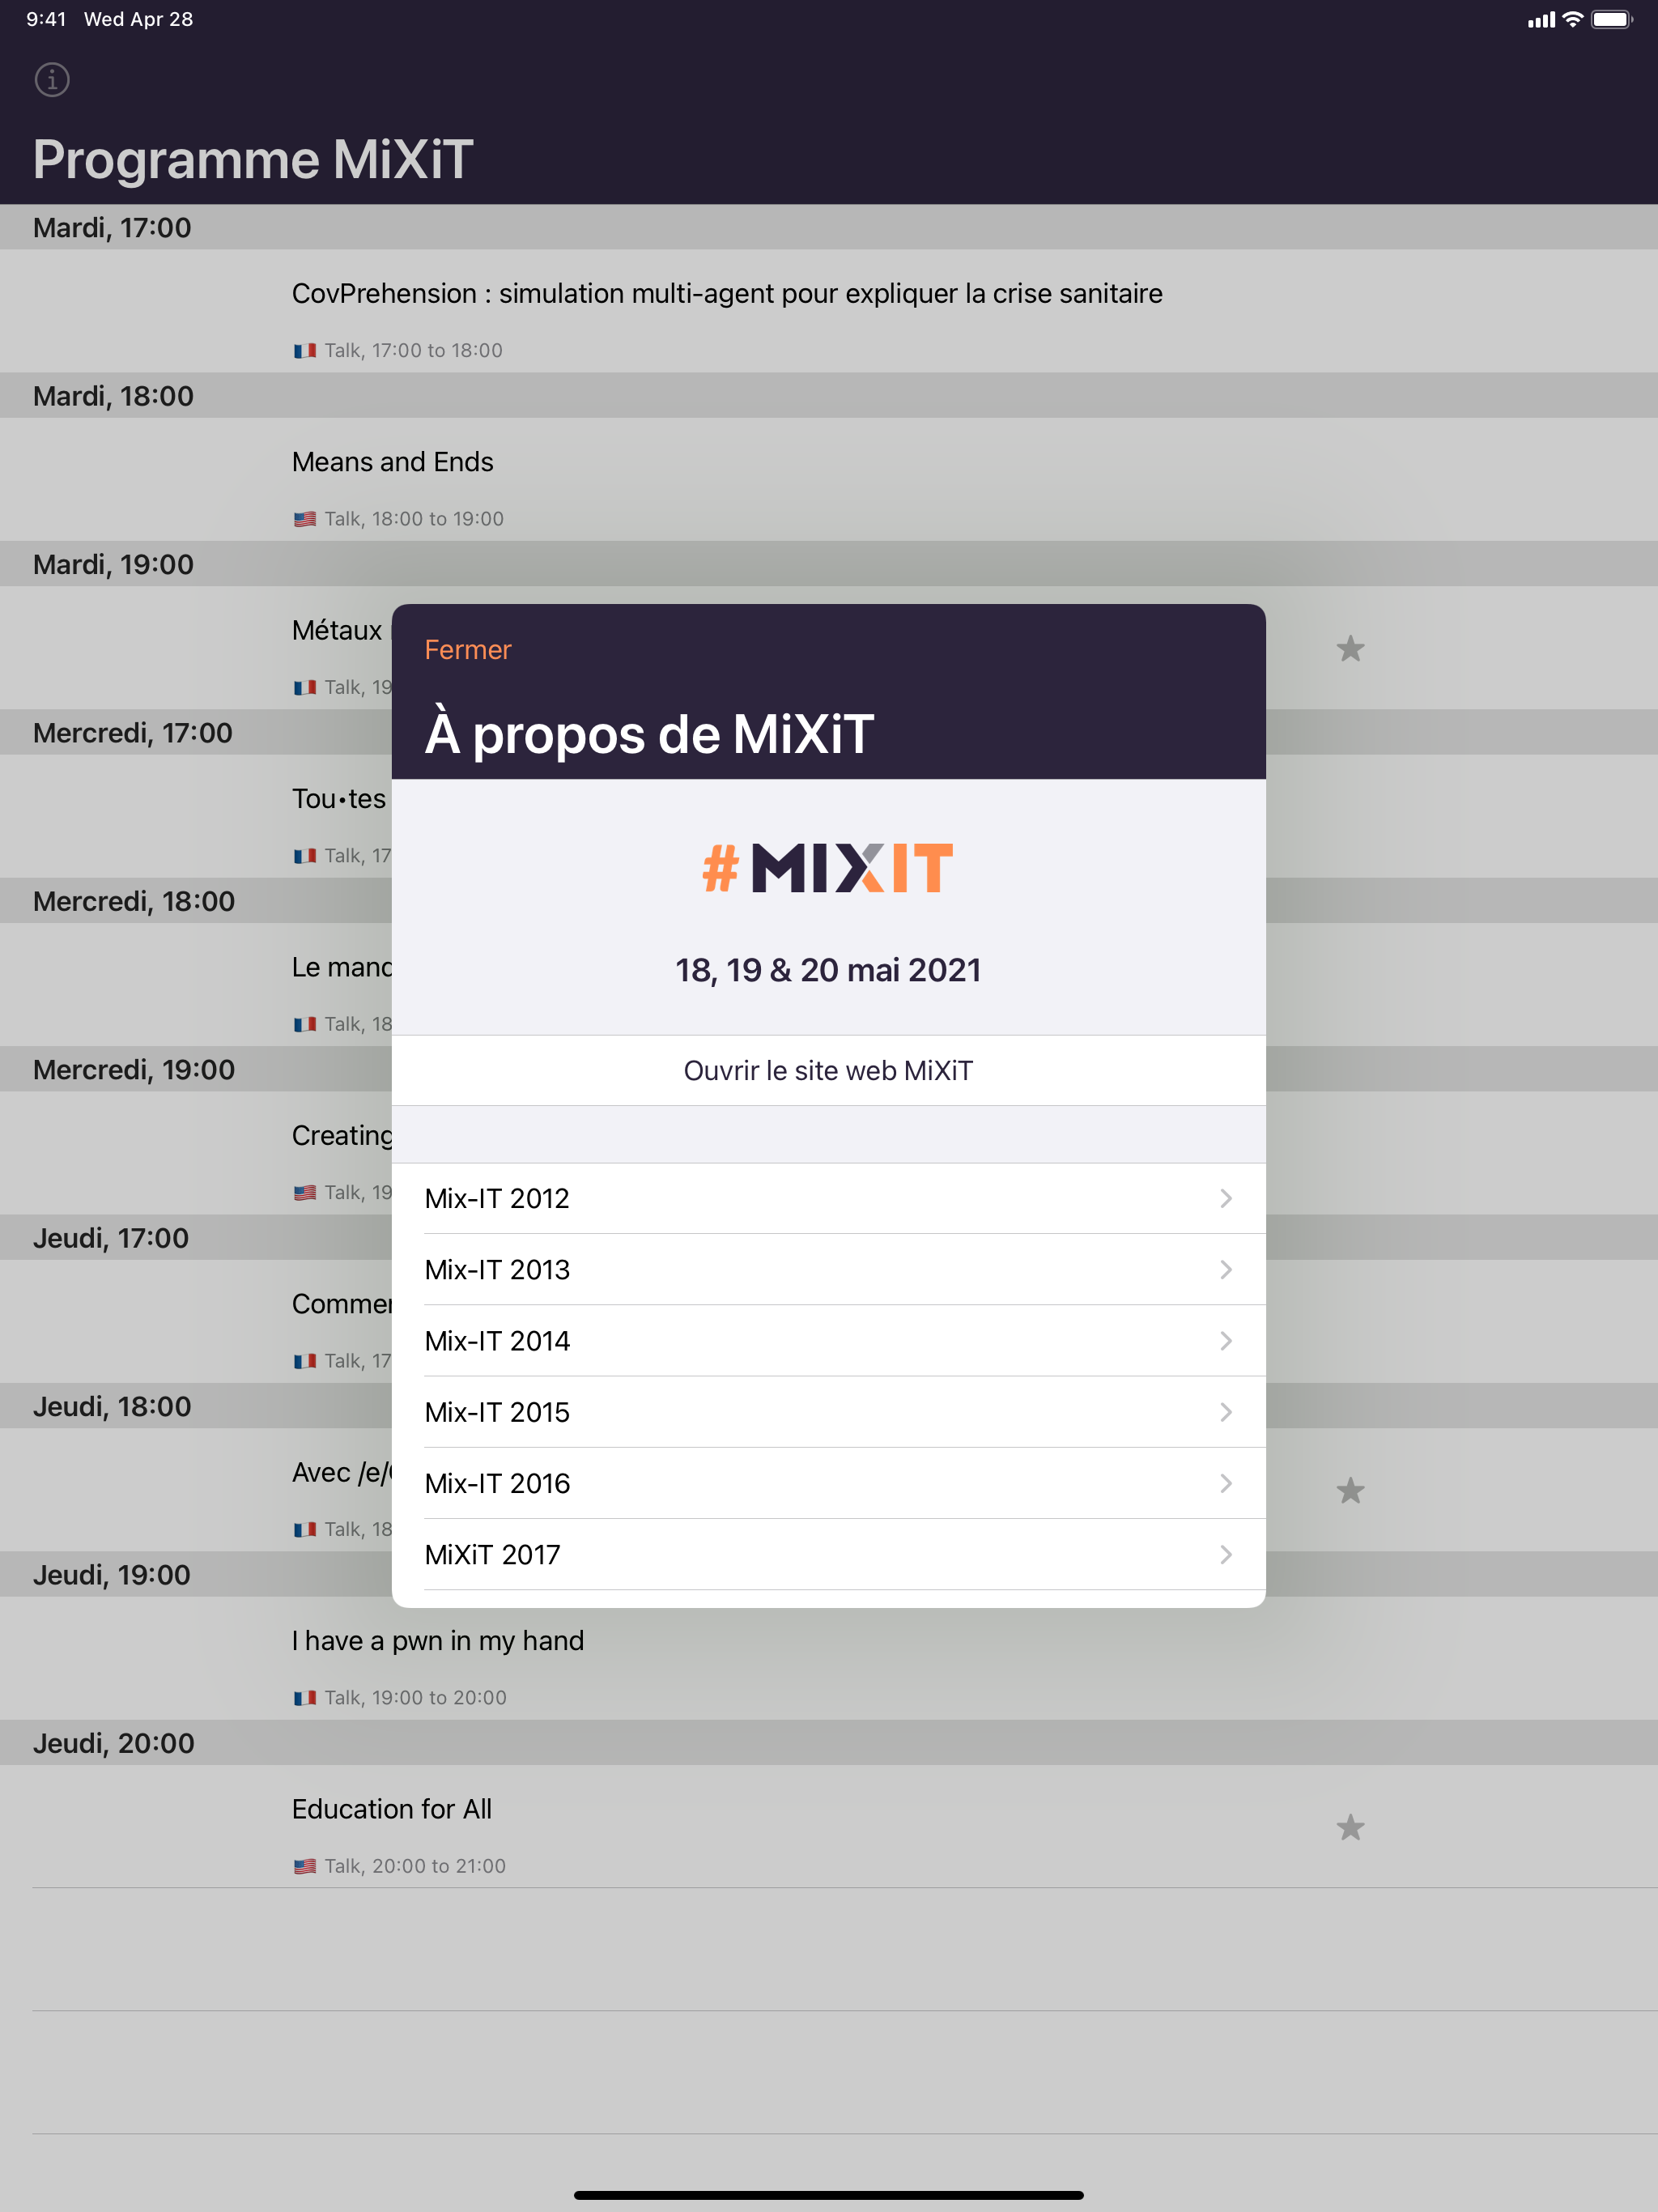 9:41 Wed Apr 28
Programme MiXiT
Mardi, 17:00
CovPrehension : simulation multi-agent pour expliquer la crise sanitaire
Talk, 17:00 to 18:00
Mardi, 18:00
Means and Ends
Talk, 18:00 to 19:00
Mardi, 19:00
Métaux
Talk, 19
Mercredi, 17:00
Tou•tes
Talk, 17
Mercredi, 18:00
Le
Talk, 18
Mercredi, 19:00
Creating
Talk, 19
Jeudi, 17:00
Talk, 17
Jeudi, 18:00
Avec /e/
Talk, 18
Jeudi, 19:00
I have a pwn in my hand
Talk, 19:00 to 20:00
Jeudi, 20:00
Education for All
Talk, 20:00 to 21:00
Fermer
À propos de MiXiT
#MIXIT
18, 19 & 20 mai 2021
Ouvrir le site web MiXiT
Mix-IT 2012
Mix-IT 2013
Mix-IT 2014
Mix-IT 2015
Mix-IT 2016
MiXiT 2017